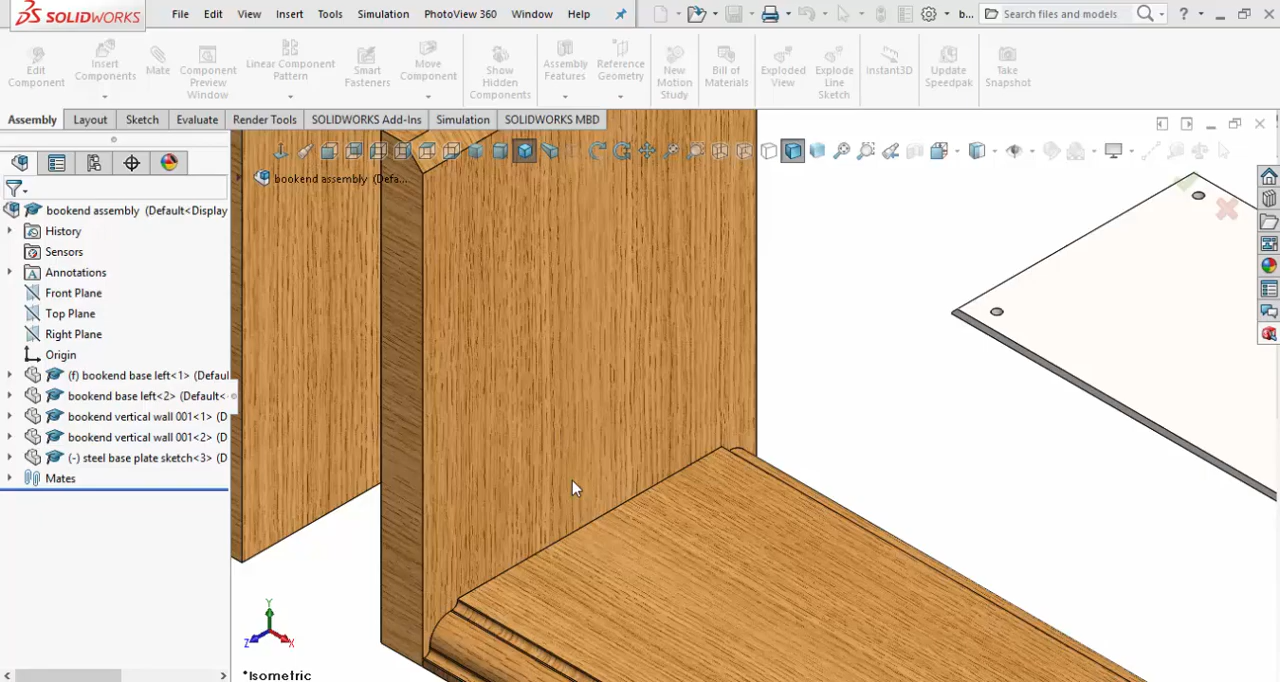 SOLIDWORKS File Edit View Insert Tools Simulation PhotoView 360 Window Help b... Search files and models ?
Edit Component
Insert Components
Mate
Component Preview Window
Linear Component Pattern
Smart Fasteners
Move Component
Show Hidden Components
Assembly Features
Reference Geometry
New Motion Study
Bill of Materials
Exploded View
Explode Line Sketch
Instant3D
Update Speedpak
Take Snapshot
Assembly Layout Sketch Evaluate Render Tools SOLIDWORKS Add-Ins Simulation SOLIDWORKS MBD
bookend assembly (Defa...
bookend assembly (Default<Display
History
Sensors
A Annotations
Front Plane
Top Plane
Right Plane
Origin
(f) bookend base left<1> (Defaul
bookend base left<2> (Default<
bookend vertical wall 001<1> (D
bookend vertical wall 001<2> (D
(-) steel base plate sketch<3> (D
Mates
Y
Z X
*Isometric